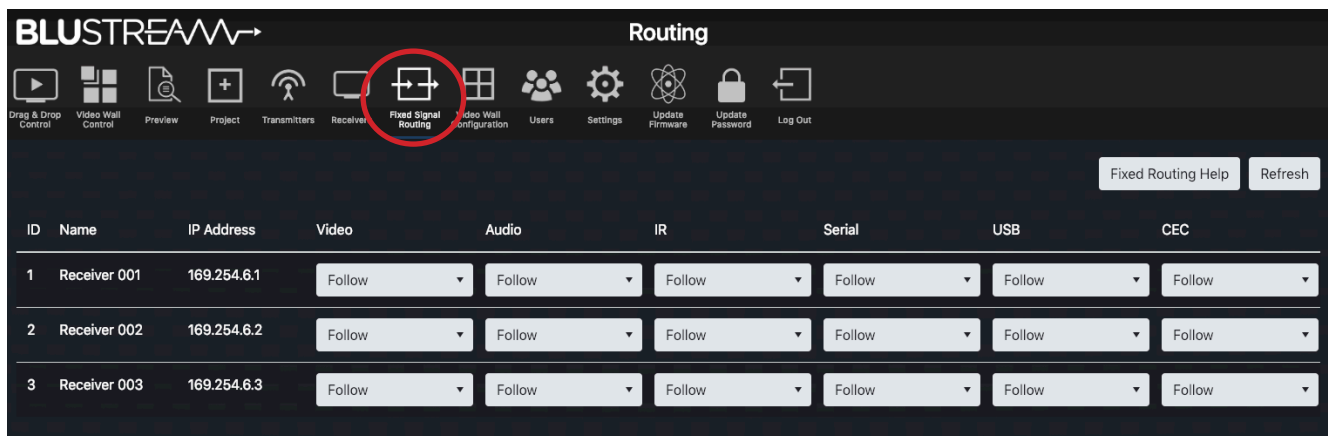 BLUSTREAM
Routing
Drag & Drop Control
Video Wall Control
Preview
Project
Transmitters
Receivers
Fixed Signal Routing
Video Wall Configuration
Users
Settings
Update Firmware
Update Password
Log Out
Fixed Routing Help Refresh
ID Name IP Address Video Audio IR Serial USB CEC
1 Receiver 001 169.254.6.1 Follow Follow Follow Follow Follow Follow
2 Receiver 002 169.254.6.2 Follow Follow Follow Follow Follow Follow
3 Receiver 003 169.254.6.3 Follow Follow Follow Follow Follow Follow